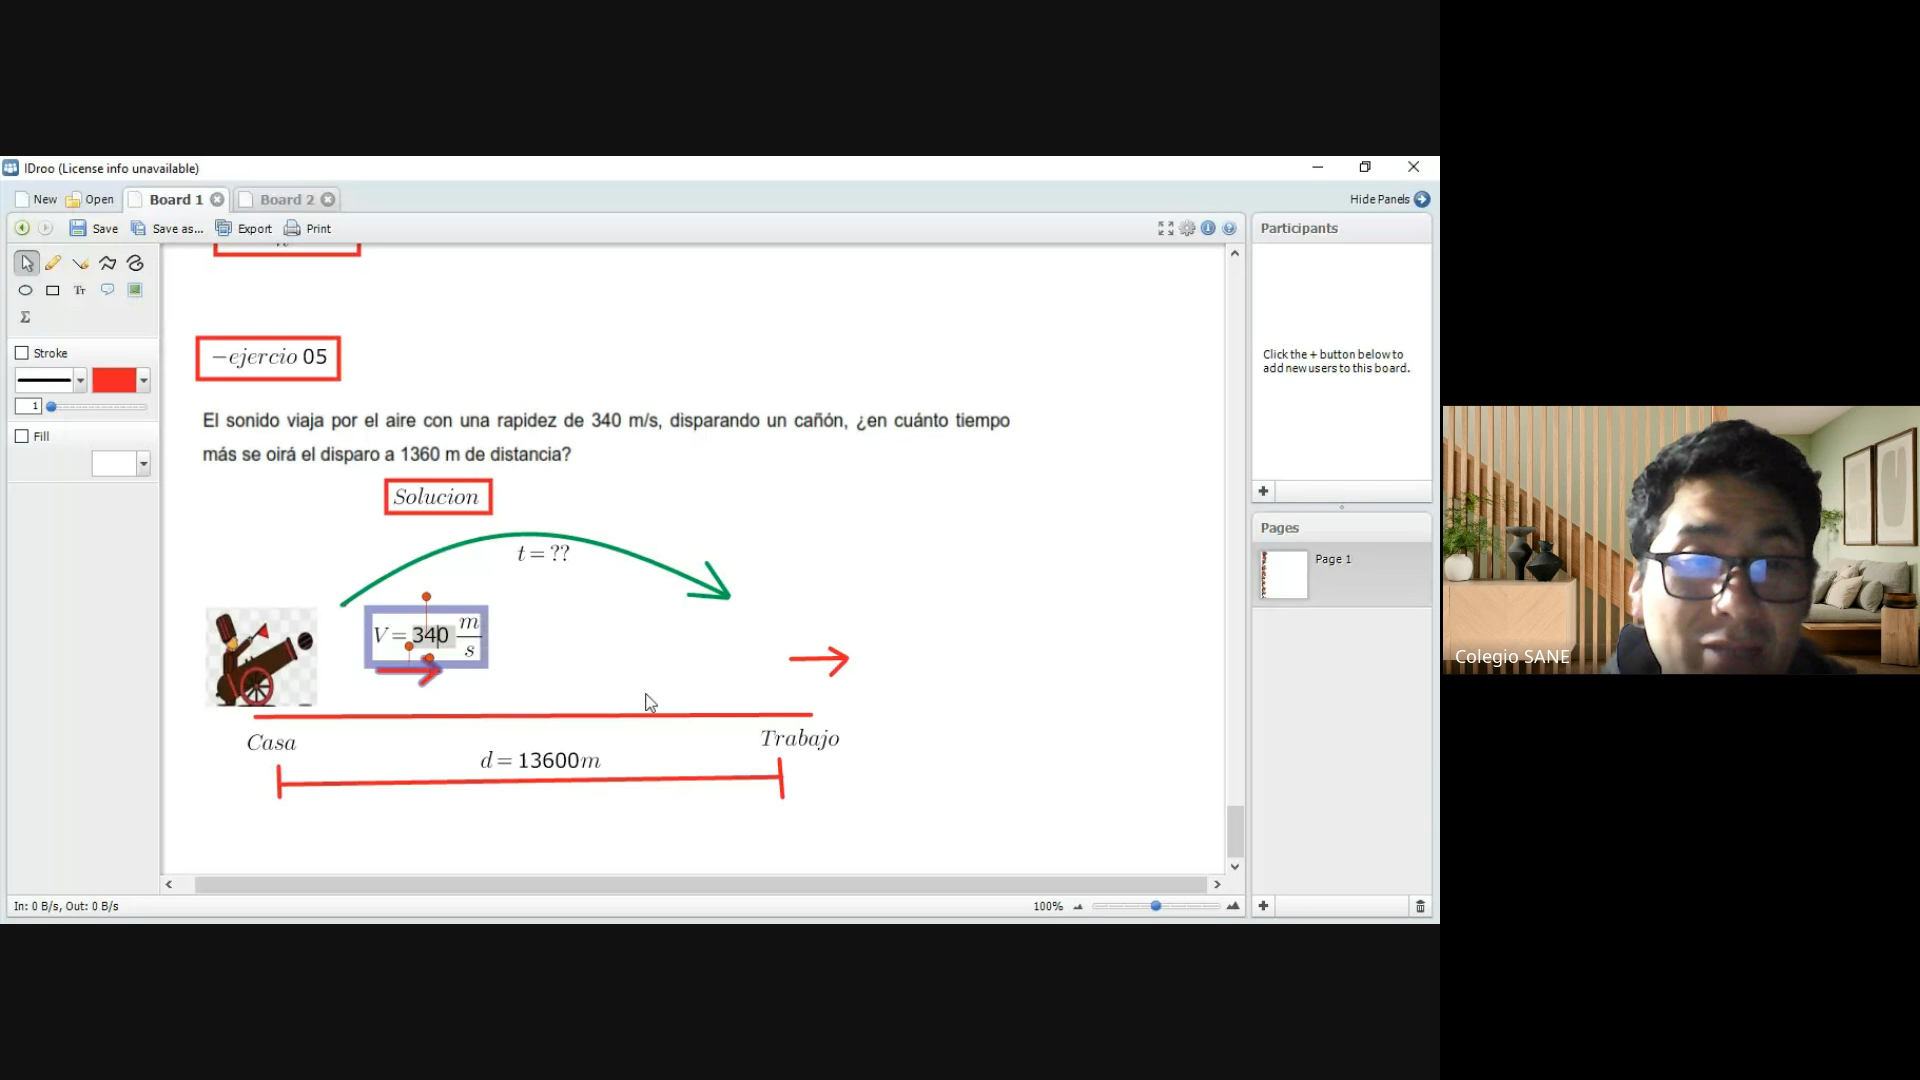 IDroo (License info unavailable)
New Open Board 1 Board 2 Hide Panels
Save Save as... Export Print
Participants
Tr
Σ
Stroke
1
Fill
−ejercio 05
El sonido viaja por el aire con una rapidez de 340 m/s, disparando un cañón, ¿en cuánto tiempo
más se oirá el disparo a 1360 m de distancia?
Solucion
t = ??
V = 340 m/s
Casa
Trabajo
d = 13600m
Click the + button below to
add new users to this board.
Pages
Page 1
In: 0 B/s, Out: 0 B/s
100%
Colegio SANE